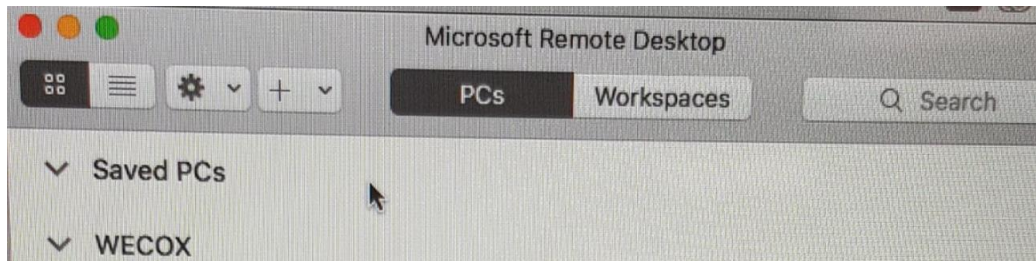 Microsoft Remote Desktop
PCs Workspaces Search
Saved PCs
WECOX